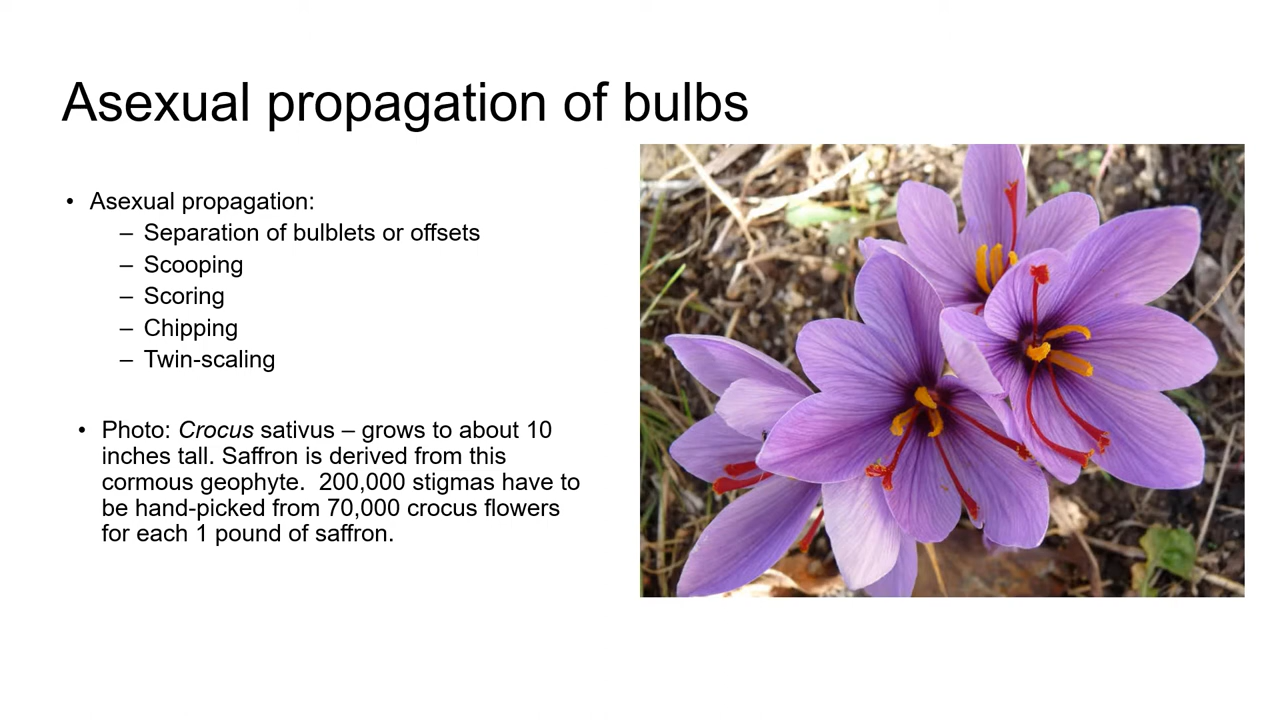 Asexual propagation of bulbs
• Asexual propagation:
– Separation of bulblets or offsets
– Scooping
– Scoring
– Chipping
– Twin-scaling
• Photo: Crocus sativus – grows to about 10
inches tall. Saffron is derived from this
cormous geophyte.  200,000 stigmas have to
be hand-picked from 70,000 crocus flowers
for each 1 pound of saffron.